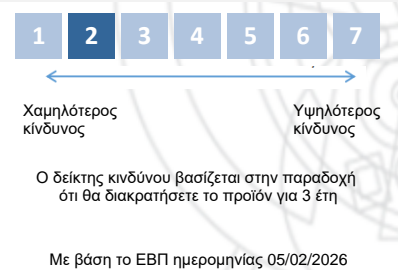 1 2 3 4 5 6 7
Χαμηλότερος Υψηλότερος
κίνδυνος κίνδυνος
Ο δείκτης κινδύνου βασίζεται στην παραδοχή
ότι θα διακρατήσετε το προϊόν για 3 έτη
Με βάση το ΕΒΠ ημερομηνίας 05/02/2026